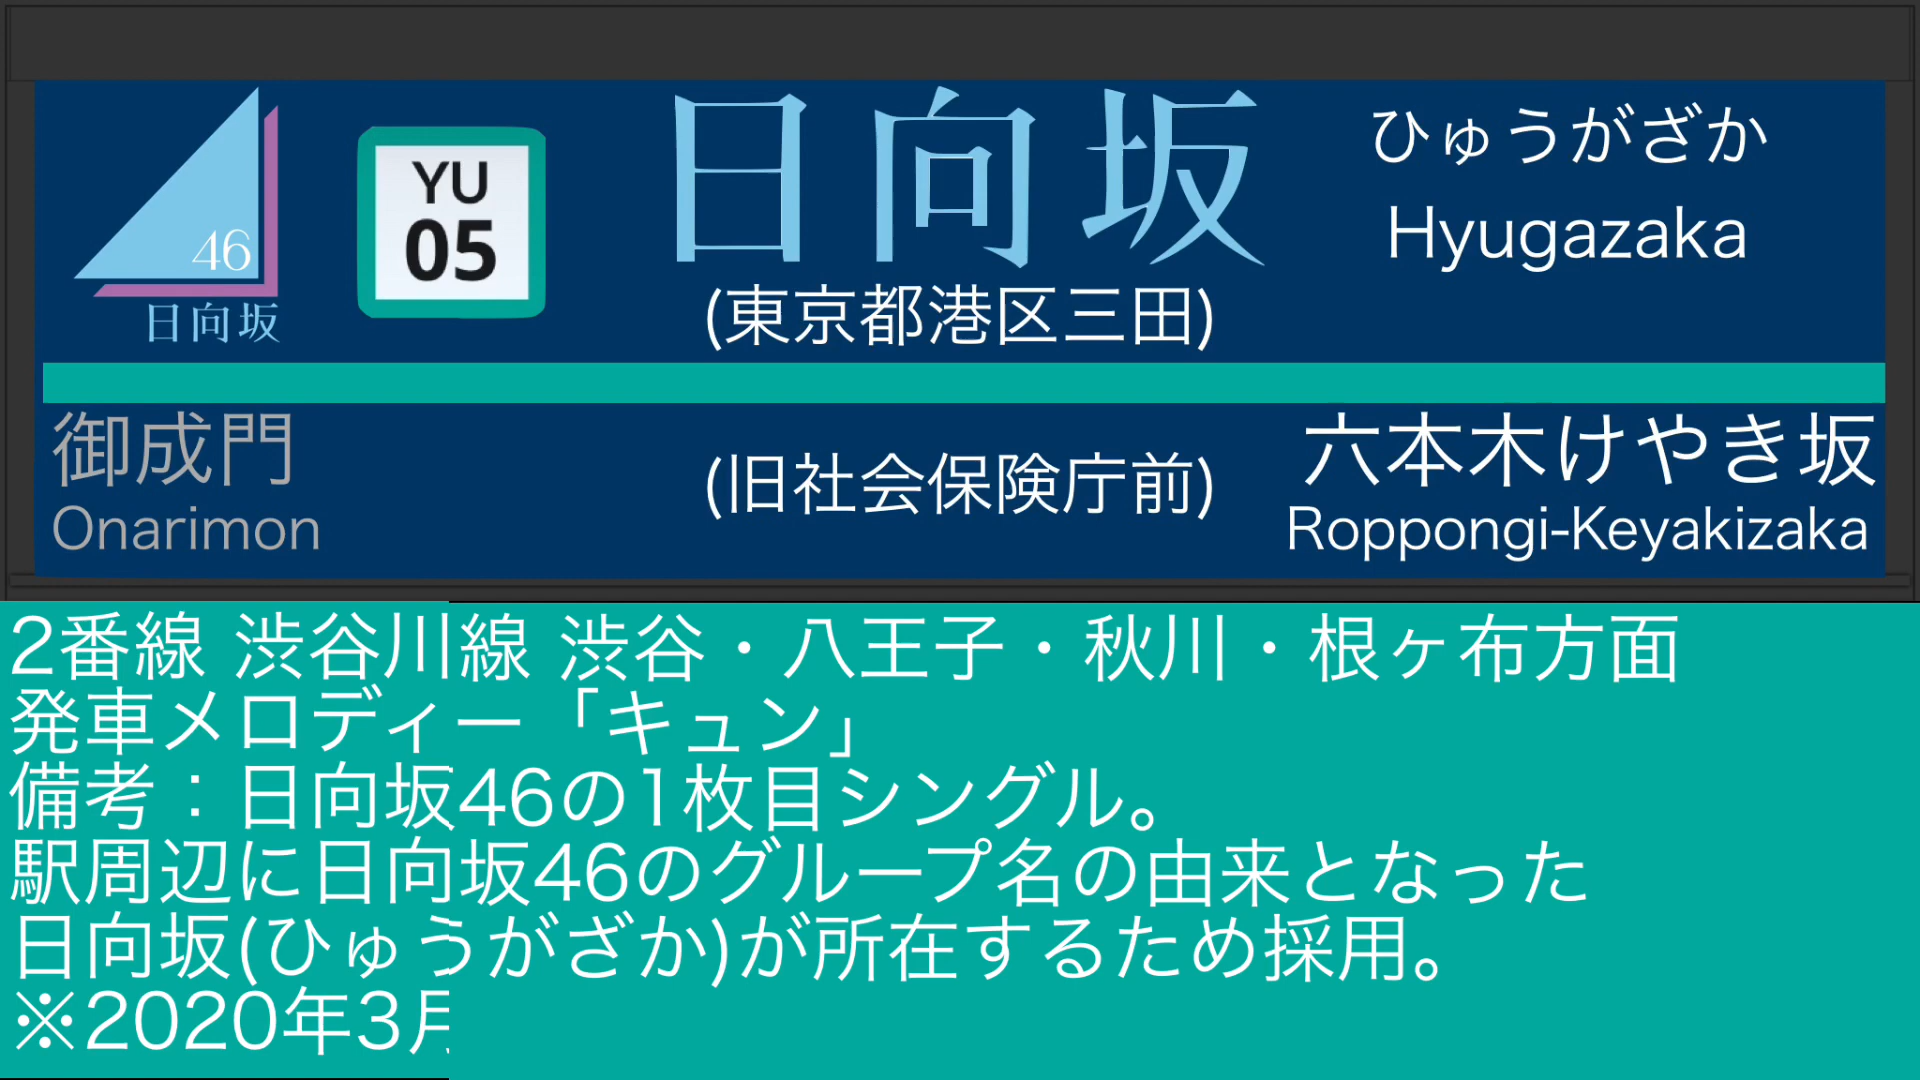 46
日向坂
YU
05
日向坂
ひゅうがざか
Hyugazaka
(東京都港区三田)
御成門
Onarimon
(旧社会保険庁前)
六本木けやき坂
Roppongi-Keyakizaka
2番線 渋谷川線 渋谷・八王子・秋川・根ヶ布方面
発車メロディー「キュン」
備考：日向坂46の1枚目シングル。
駅周辺に日向坂46のグループ名の由来となった
日向坂(ひゅうがざか)が所在するため採用。
※2020年3月